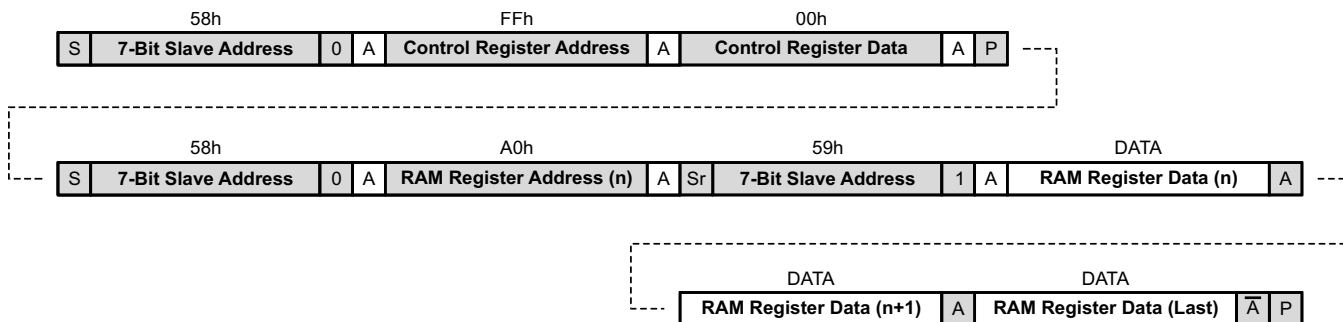 58h FFh 00h
S 7-Bit Slave Address 0 A Control Register Address A Control Register Data A P
58h A0h 59h DATA
S 7-Bit Slave Address 0 A RAM Register Address (n) A Sr 7-Bit Slave Address 1 A RAM Register Data (n) A
DATA DATA
RAM Register Data (n+1) A RAM Register Data (Last) A̅ P